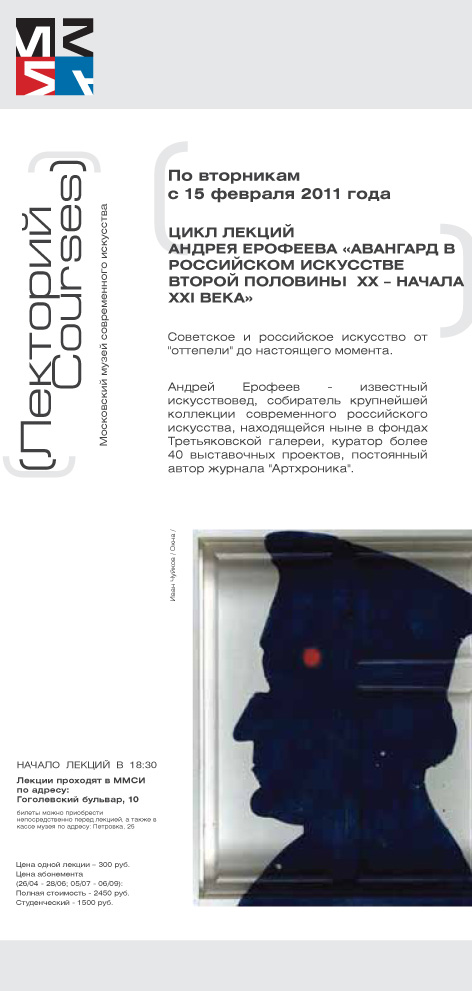 (Лекторий
Courses)
Московский музей современного искусства
По вторникам
с 15 февраля 2011 года
ЦИКЛ ЛЕКЦИЙ
АНДРЕЯ ЕРОФЕЕВА «АВАНГАРД В
РОССИЙСКОМ ИСКУССТВЕ
ВТОРОЙ ПОЛОВИНЫ XX – НАЧАЛА
XXI ВЕКА»
Советское и российское искусство от
"оттепели" до настоящего момента.
Андрей Ерофеев - известный
искусствовед, собиратель крупнейшей
коллекции современного российского
искусства, находящейся ныне в фондах
Третьяковской галереи, куратор более
40 выставочных проектов, постоянный
автор журнала "Артхроника".
Иван Чуйков / Окна /
НАЧАЛО ЛЕКЦИЙ В 18:30
Лекции проходят в ММСИ
по адресу:
Гоголевский бульвар, 10
билеты можно приобрести
непосредственно перед лекцией, а также в
кассе музея по адресу: Петровка, 25
Цена одной лекции – 300 руб.
Цена абонемента
(26/04 - 28/06; 05/07 - 06/09):
Полная стоимость - 2450 руб.
Студенческий - 1500 руб.